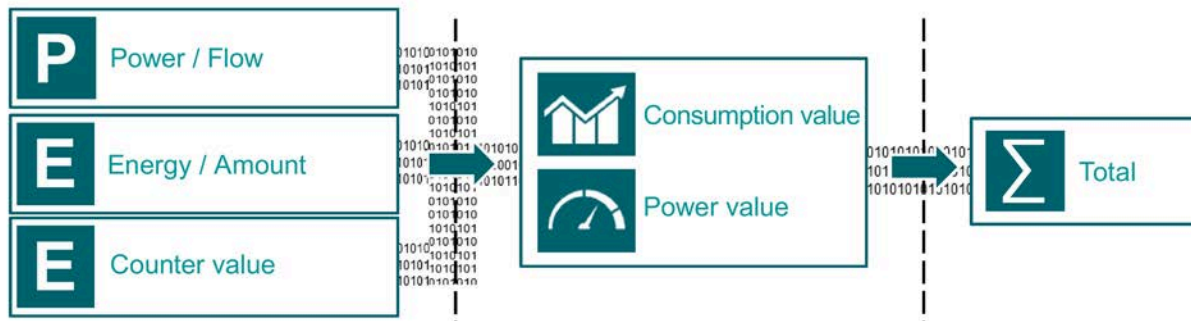 P
Power / Flow
E
Energy / Amount
E
Counter value
Consumption value
Power value
Σ
Total